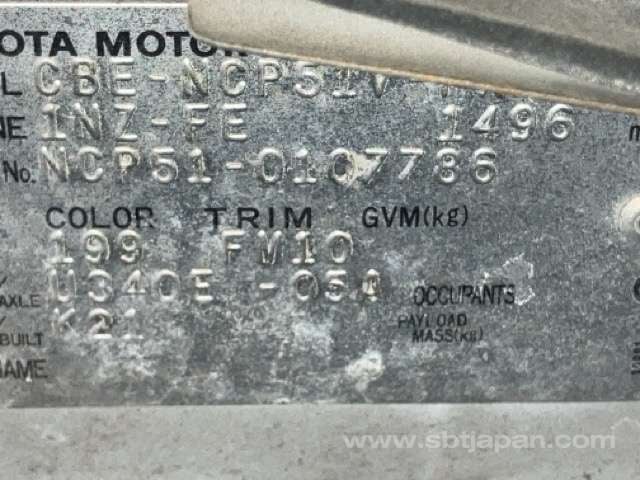 OTA MOTOR
L CBE-NCP51V
NE 1NZ-FE 1496
No. NCP51-0107786
COLOR TRIM GVM(kg)
199 FM10
AXLE U340E -05A OCCUPANTS
BUILT K21 PAYLOAD
MASS(kg)
NAME
www.sbtjapan.com